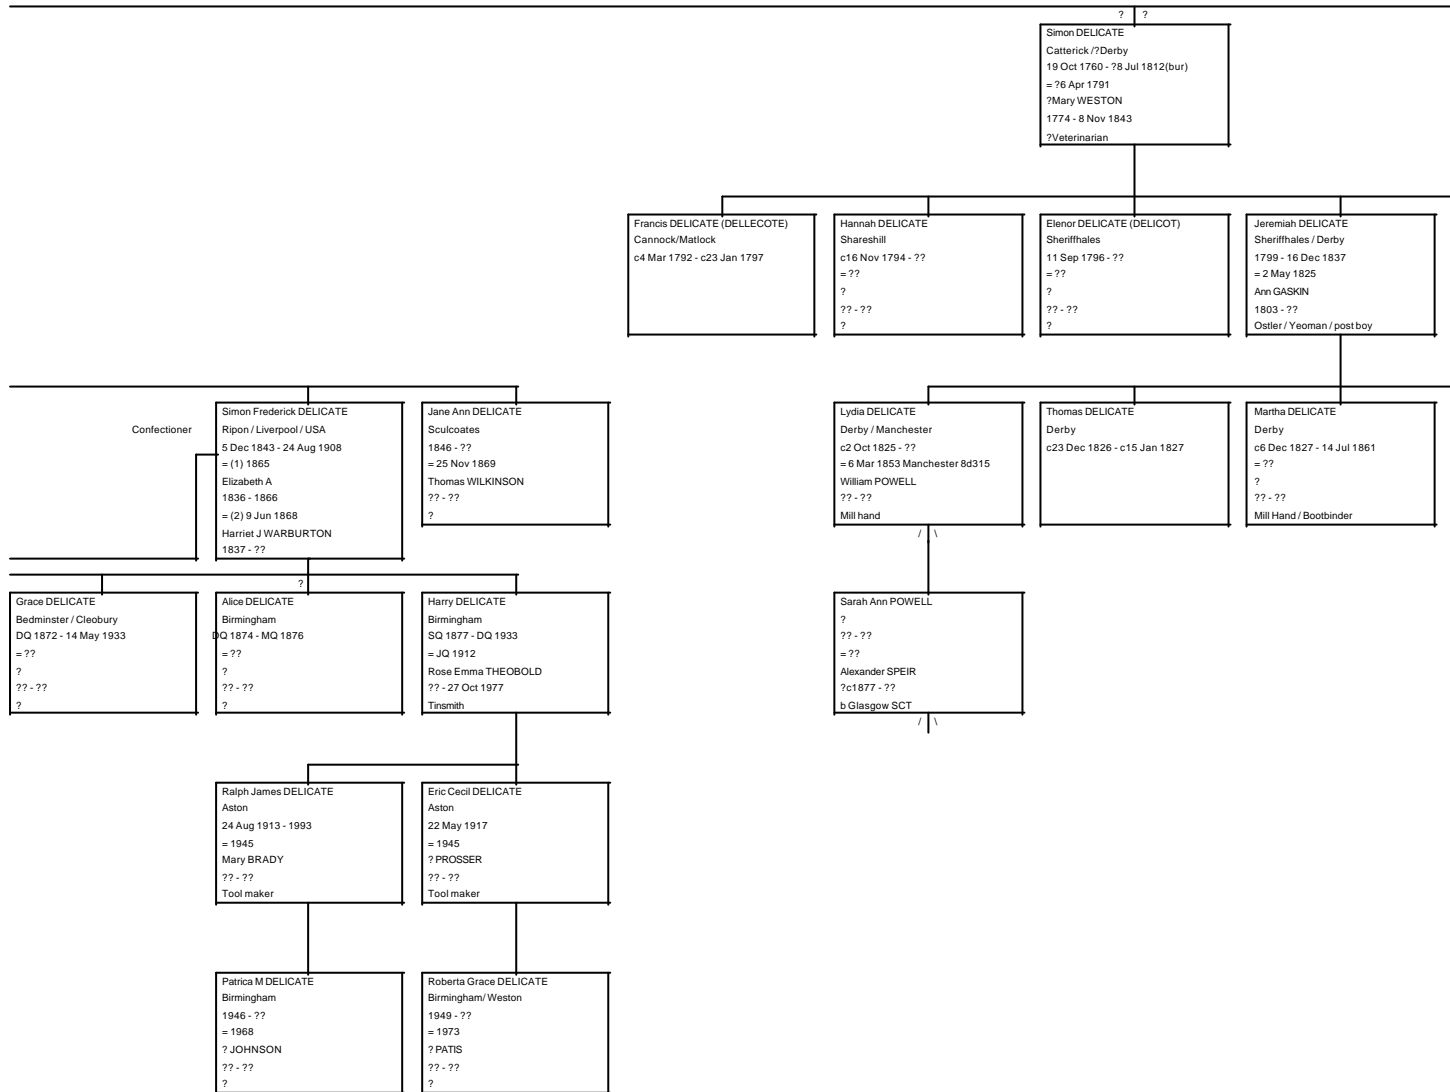 ? ?
Simon DELICATE
Catterick /?Derby
19 Oct 1760 - ?8 Jul 1812(bur)
= ?6 Apr 1791
?Mary WESTON
1774 - 8 Nov 1843
?Veterinarian
Francis DELICATE (DELLECOTE)
Cannock/Matlock
c4 Mar 1792 - c23 Jan 1797
Hannah DELICATE
Shareshill
c16 Nov 1794 - ??
= ??
?
?? - ??
?
Elenor DELICATE (DELICOT)
Sheriffhales
11 Sep 1796 - ??
= ??
?
?? - ??
?
Jeremiah DELICATE
Sheriffhales / Derby
1799 - 16 Dec 1837
= 2 May 1825
Ann GASKIN
1803 - ??
Ostler / Yeoman / post boy
Confectioner
Simon Frederick DELICATE
Ripon / Liverpool / USA
5 Dec 1843 - 24 Aug 1908
= (1) 1865
Elizabeth A
1836 - 1866
= (2) 9 Jun 1868
Harriet J WARBURTON
1837 - ??
Jane Ann DELICATE
Sculcoates
1846 - ??
= 25 Nov 1869
Thomas WILKINSON
?? - ??
?
Lydia DELICATE
Derby / Manchester
c2 Oct 1825 - ??
= 6 Mar 1853 Manchester 8d315
William POWELL
?? - ??
Mill hand
/ \
Thomas DELICATE
Derby
c23 Dec 1826 - c15 Jan 1827
Martha DELICATE
Derby
c6 Dec 1827 - 14 Jul 1861
= ??
?
?? - ??
Mill Hand / Bootbinder
Grace DELICATE
Bedminster / Cleobury
DQ 1872 - 14 May 1933
= ??
?
?? - ??
?
?
Alice DELICATE
Birmingham
DQ 1874 - MQ 1876
= ??
?
?? - ??
?
Harry DELICATE
Birmingham
SQ 1877 - DQ 1933
= JQ 1912
Rose Emma THEOBOLD
?? - 27 Oct 1977
Tinsmith
Sarah Ann POWELL
?
?? - ??
= ??
Alexander SPEIR
?c1877 - ??
b Glasgow SCT
/ \
Ralph James DELICATE
Aston
24 Aug 1913 - 1993
= 1945
Mary BRADY
?? - ??
Tool maker
Eric Cecil DELICATE
Aston
22 May 1917
= 1945
? PROSSER
?? - ??
Tool maker
Patrica M DELICATE
Birmingham
1946 - ??
= 1968
? JOHNSON
?? - ??
?
Roberta Grace DELICATE
Birmingham/ Weston
1949 - ??
= 1973
? PATIS
?? - ??
?